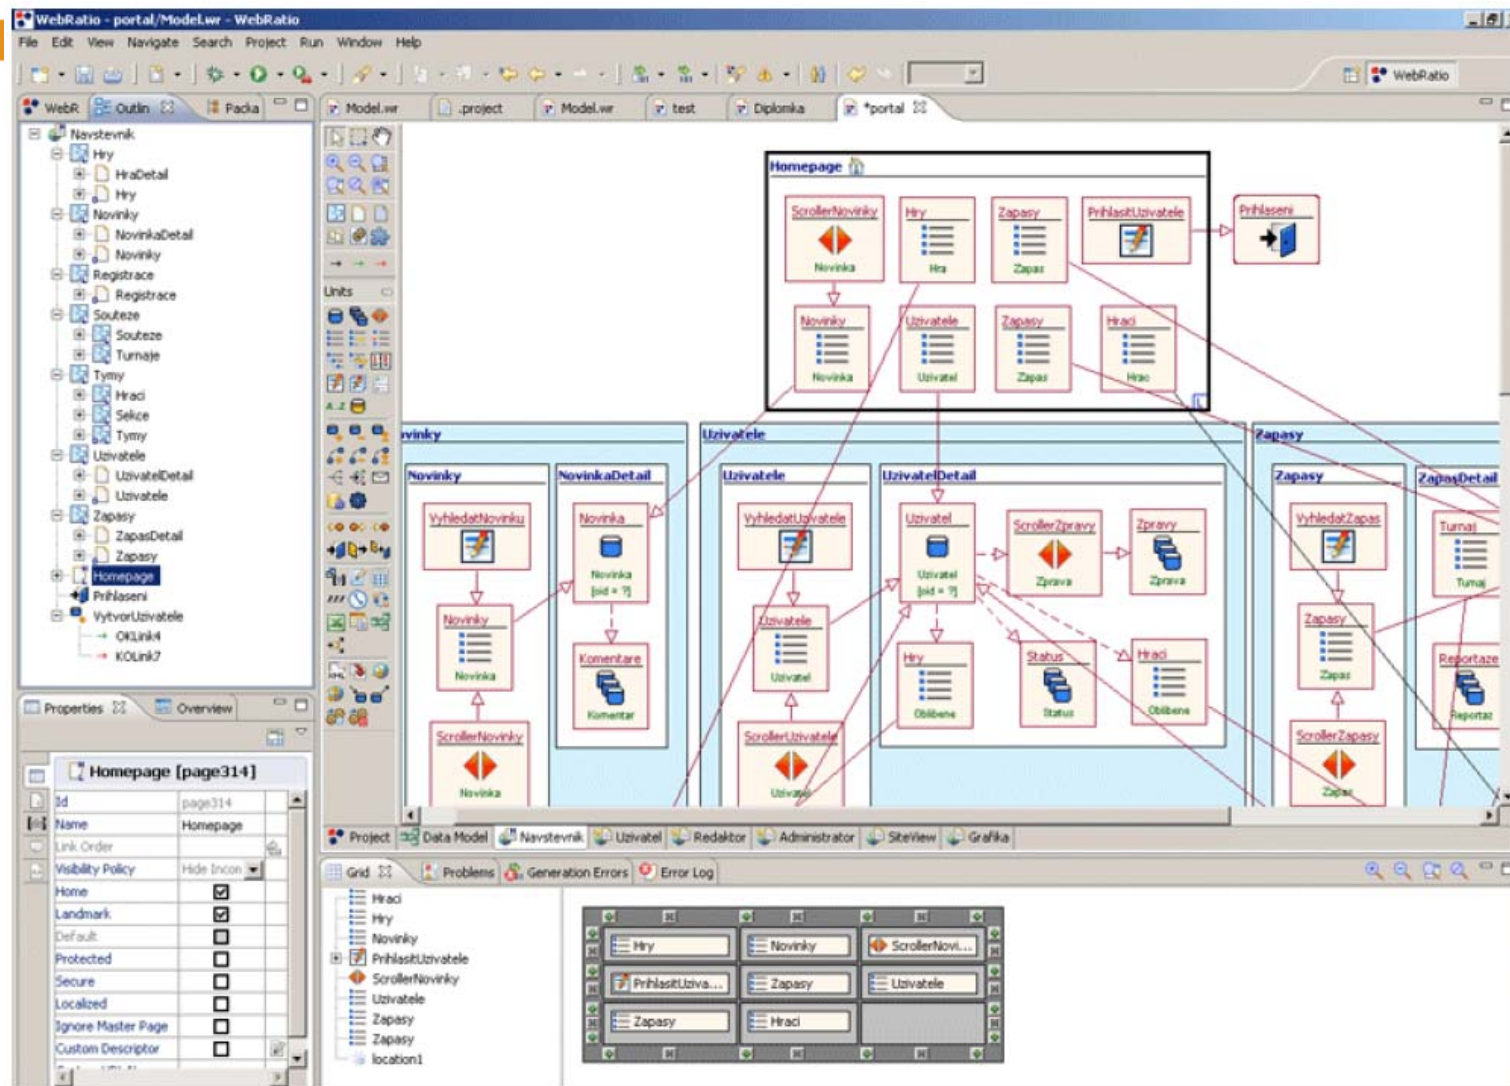 WebRatio - portal/Model.wr - WebRatio
File Edit View Navigate Search Project Run Window Help
WebRatio
WebR Outlin Packa
Model.wr .project Model.wr test Diplomka *portal
Navstevnik
Hry
HraDetail
Hry
Novinky
NovinkaDetail
Novinky
Registrace
Registrace
Souteze
Souteze
Turnaje
Tymy
Hraci
Sekce
Tymy
Uzivatele
UzivatelDetail
Uzivatele
Zapasy
ZapasDetail
Zapasy
Homepage
Prihlaseni
VytvorUzivatele
OKLink4
KOLink7
Units
A..Z
Homepage
ScrollerNovinky Hry Zapasy PrihlasitUzivatele Prihlaseni
Novinka Hra Zapas
Novinky Uzivatele Zapasy Hraci
Novinka Uzivatel Zapas Hrac
L
vinky Uzivatele Zapasy
Novinky NovinkaDetail Uzivatele UzivatelDetail Zapasy ZapasDetail
VyhledatNovinku Novinka VyhledatUzivatele Uzivatel ScrollerZpravy Zpravy VyhledatZapas Turnaj
Novinka Uzivatel Zprava Zprava Turnaj
[oid = ?] [oid = ?]
Novinky Komentare Uzivatele Hry Status Hraci Zapasy Reportaze
Novinka Komentar Uzivatel Oblibene Status Oblibene Zapas Reportaz
ScrollerNovinky ScrollerUzivatele ScrollerZapasy
Novinka Uzivatel Zapas
Project Data Model Navstevnik Uzivatel Redaktor Administrator SiteView Grafika
Properties Overview
Homepage [page314]
Id page314
Name Homepage
Link Order
Visibility Policy Hide Incon
Home
Landmark
Default
Protected
Secure
Localized
Ignore Master Page
Custom Descriptor
Grid Problems Generation Errors Error Log
Hraci
Hry
Novinky
PrihlasitUzivatele
ScrollerNovinky
Uzivatele
Zapasy
Zapasy
location1
Hry Novinky ScrollerNovi...
PrihlasitUziva... Zapasy Uzivatele
Zapasy Hraci